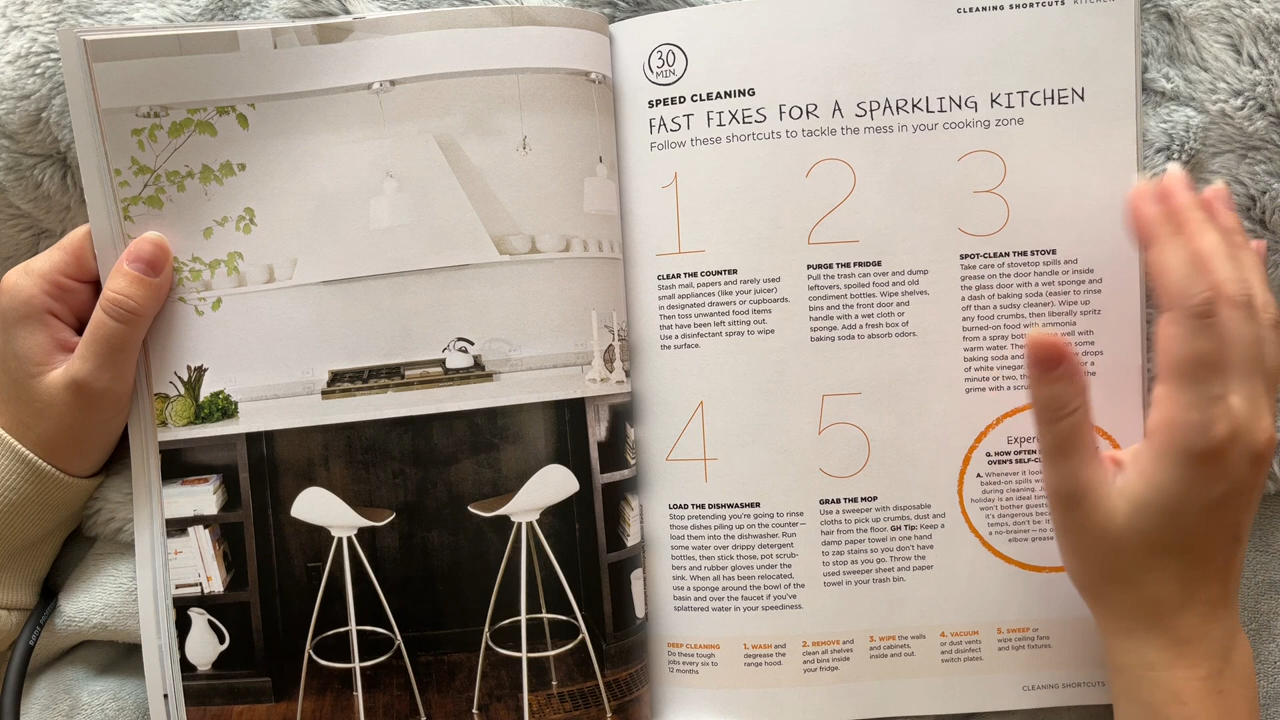 CLEANING SHORTCUTS KITCHEN
30
MIN.
SPEED CLEANING
FAST FIXES FOR A SPARKLING KITCHEN
Follow these shortcuts to tackle the mess in your cooking zone
1
CLEAR THE COUNTER
Stash mail, papers and rarely used
small appliances (like your juicer)
in designated drawers or cupboards.
Then toss unwanted food items
that have been left sitting out.
Use a disinfectant spray to wipe
the surface.
2
PURGE THE FRIDGE
Pull the trash can over and dump
leftovers, spoiled food and old
condiment bottles. Wipe shelves,
bins and the front door and
handle with a wet cloth or
sponge. Add a fresh box of
baking soda to absorb odors.
3
SPOT-CLEAN THE STOVE
Take care of stovetop spills and
grease on the door handle or inside
the glass door with a wet sponge and
a dash of baking soda (easier to rinse
off than a sudsy cleaner). Wipe up
any food crumbs, then liberally spritz
burned-on food with ammonia
from a spray well with
warm water. some
baking soda and drops
of white vinegar. or a
minute or two, the
grime with a
4
LOAD THE DISHWASHER
Stop pretending you're going to rinse
those dishes piling up on the counter—
load them into the dishwasher. Run
some water over drippy detergent
bottles, then stick those, pot scrub-
bers and rubber gloves under the
sink. When all has been relocated,
use a sponge around the bowl of the
basin and over the faucet if you've
splattered water in your speediness.
5
GRAB THE MOP
Use a sweeper with disposable
cloths to pick up crumbs, dust and
hair from the floor. GH Tip: Keep a
damp paper towel in one hand
to zap stains so you don't have
to stop as you go. Throw the
used sweeper sheet and paper
towel in your trash bin.
Q. HOW OFTEN
OVEN'S
A. Whenever it
baked-on spills
during cleaning.
holiday is an ideal
won't bother guests
it's dangerous
temps, don't be:
a no-brainer—no
elbow grease
DEEP CLEANING
Do these tough
jobs every six to
12 months
1. WASH and
degrease the
range hood.
2. REMOVE and
clean all shelves
and bins inside
your fridge.
3. WIPE the walls
and cabinets,
inside and out.
4. VACUUM
or dust vents
and disinfect
switch plates.
5. SWEEP or
wipe ceiling fans
and light fixtures.
CLEANING SHORTCUTS